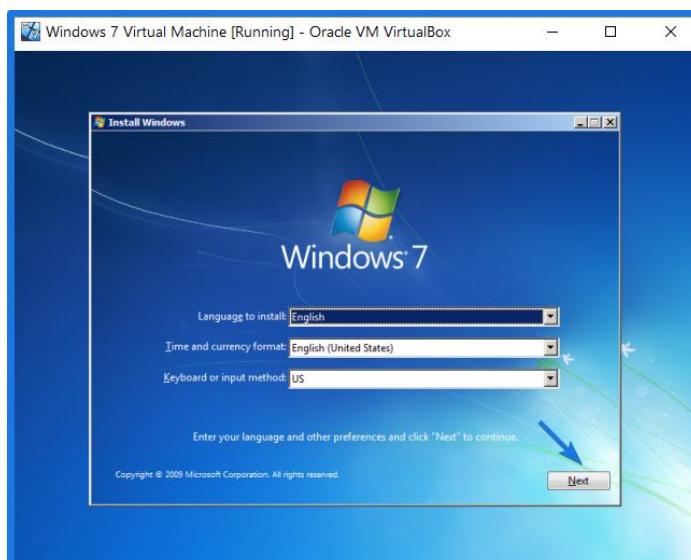 Windows 7 Virtual Machine [Running] - Oracle VM VirtualBox
Install Windows
Windows 7
Language to install: English
Time and currency format: English (United States)
Keyboard or input method: US
Enter your language and other preferences and click "Next" to continue.
Copyright © 2009 Microsoft Corporation. All rights reserved.
Next